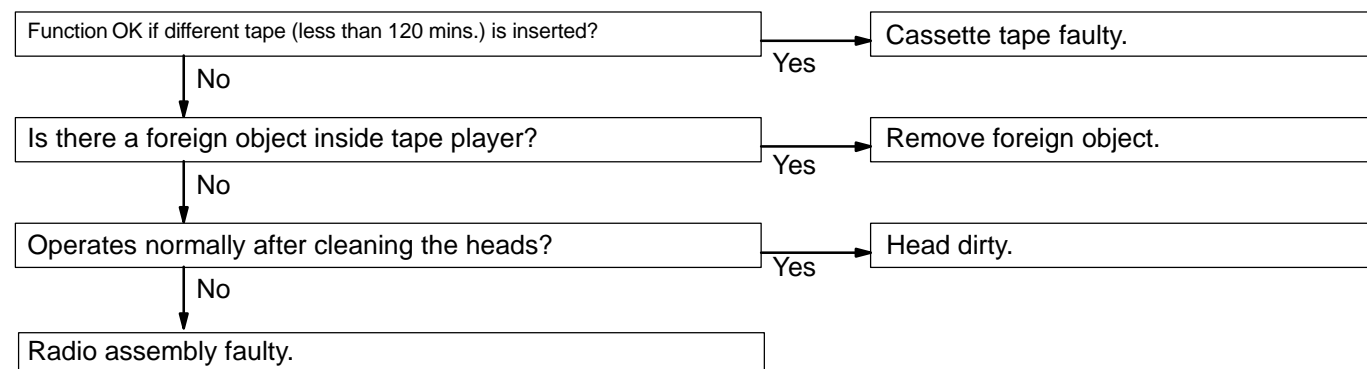 Function OK if different tape (less than 120 mins.) is inserted?
Yes
Cassette tape faulty.
No
Is there a foreign object inside tape player?
Yes
Remove foreign object.
No
Operates normally after cleaning the heads?
Yes
Head dirty.
No
Radio assembly faulty.